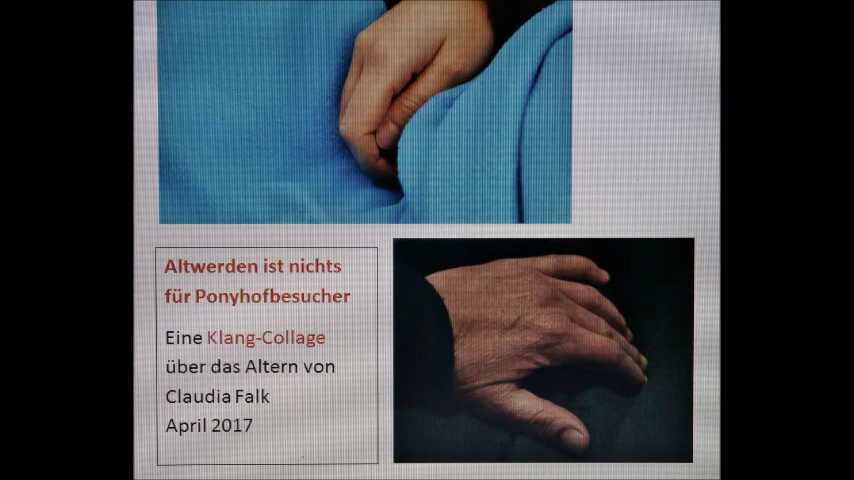 Altwerden ist nichts
für Ponyhofbesucher
Eine Klang-Collage
über das Altern von
Claudia Falk
April 2017